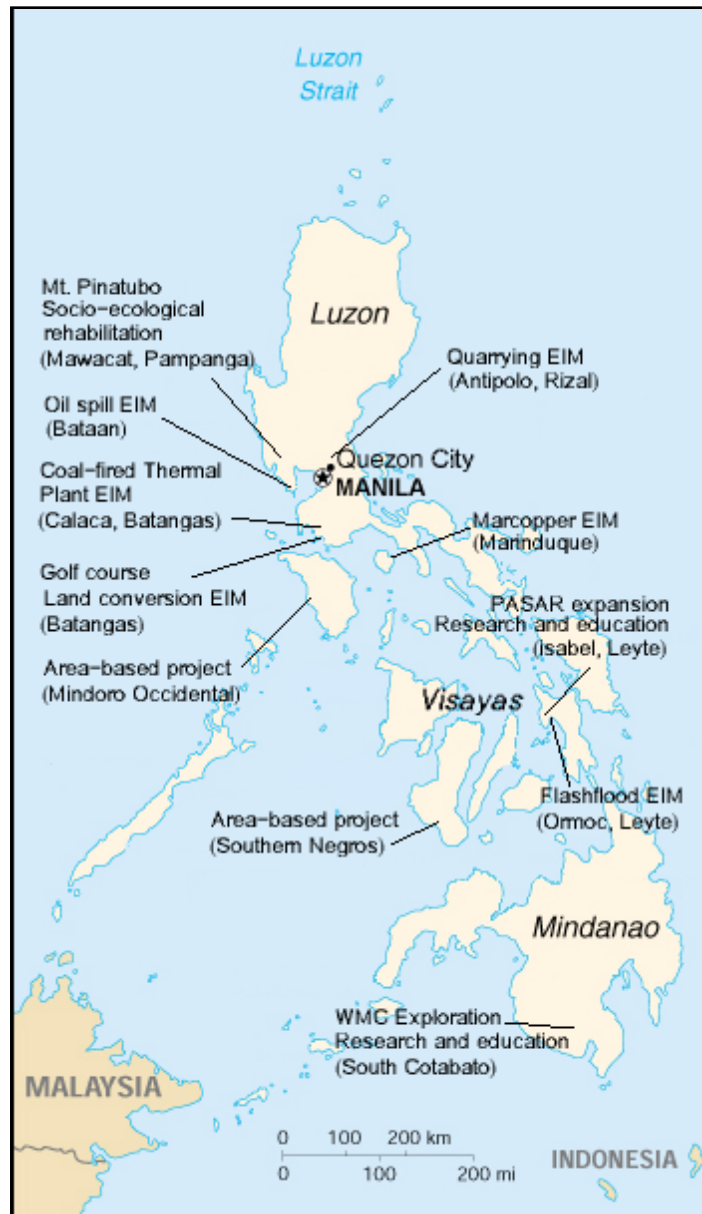 Luzon
Strait
Mt. Pinatubo
Socio-ecological
rehabilitation
(Mawacat, Pampanga)
Luzon
Quarrying EIM
(Antipolo, Rizal)
Oil spill EIM
(Bataan)
Quezon City
MANILA
Coal-fired Thermal
Plant EIM
(Calaca, Batangas)
Marcopper EIM
(Marinduque)
Golf course
Land conversion EIM
(Batangas)
PASAR expansion
Research and education
(isabel, Leyte)
Area-based project
(Mindoro Occidental)
Visayas
Flashflood EIM
(Ormoc, Leyte)
Area-based project
(Southern Negros)
Mindanao
WMC Exploration
Research and education
(South Cotabato)
MALAYSIA
0 100 200 km
0 100 200 mi
INDONESIA